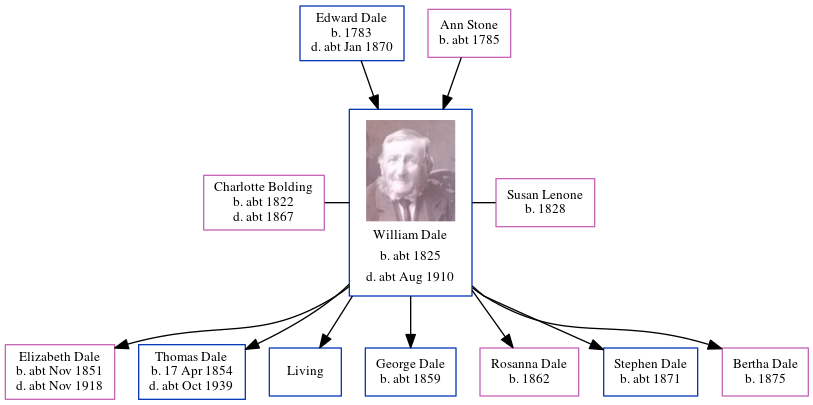 Edward Dale
b. 1783
d. abt Jan 1870
Ann Stone
b. abt 1785
Charlotte Bolding
b. abt 1822
d. abt 1867
William Dale
b. abt 1825
d. abt Aug 1910
Susan Lenone
b. 1828
Elizabeth Dale
b. abt Nov 1851
d. abt Nov 1918
Thomas Dale
b. 17 Apr 1854
d. abt Oct 1939
Living
George Dale
b. abt 1859
Rosanna Dale
b. 1862
Stephen Dale
b. abt 1871
Bertha Dale
b. 1875